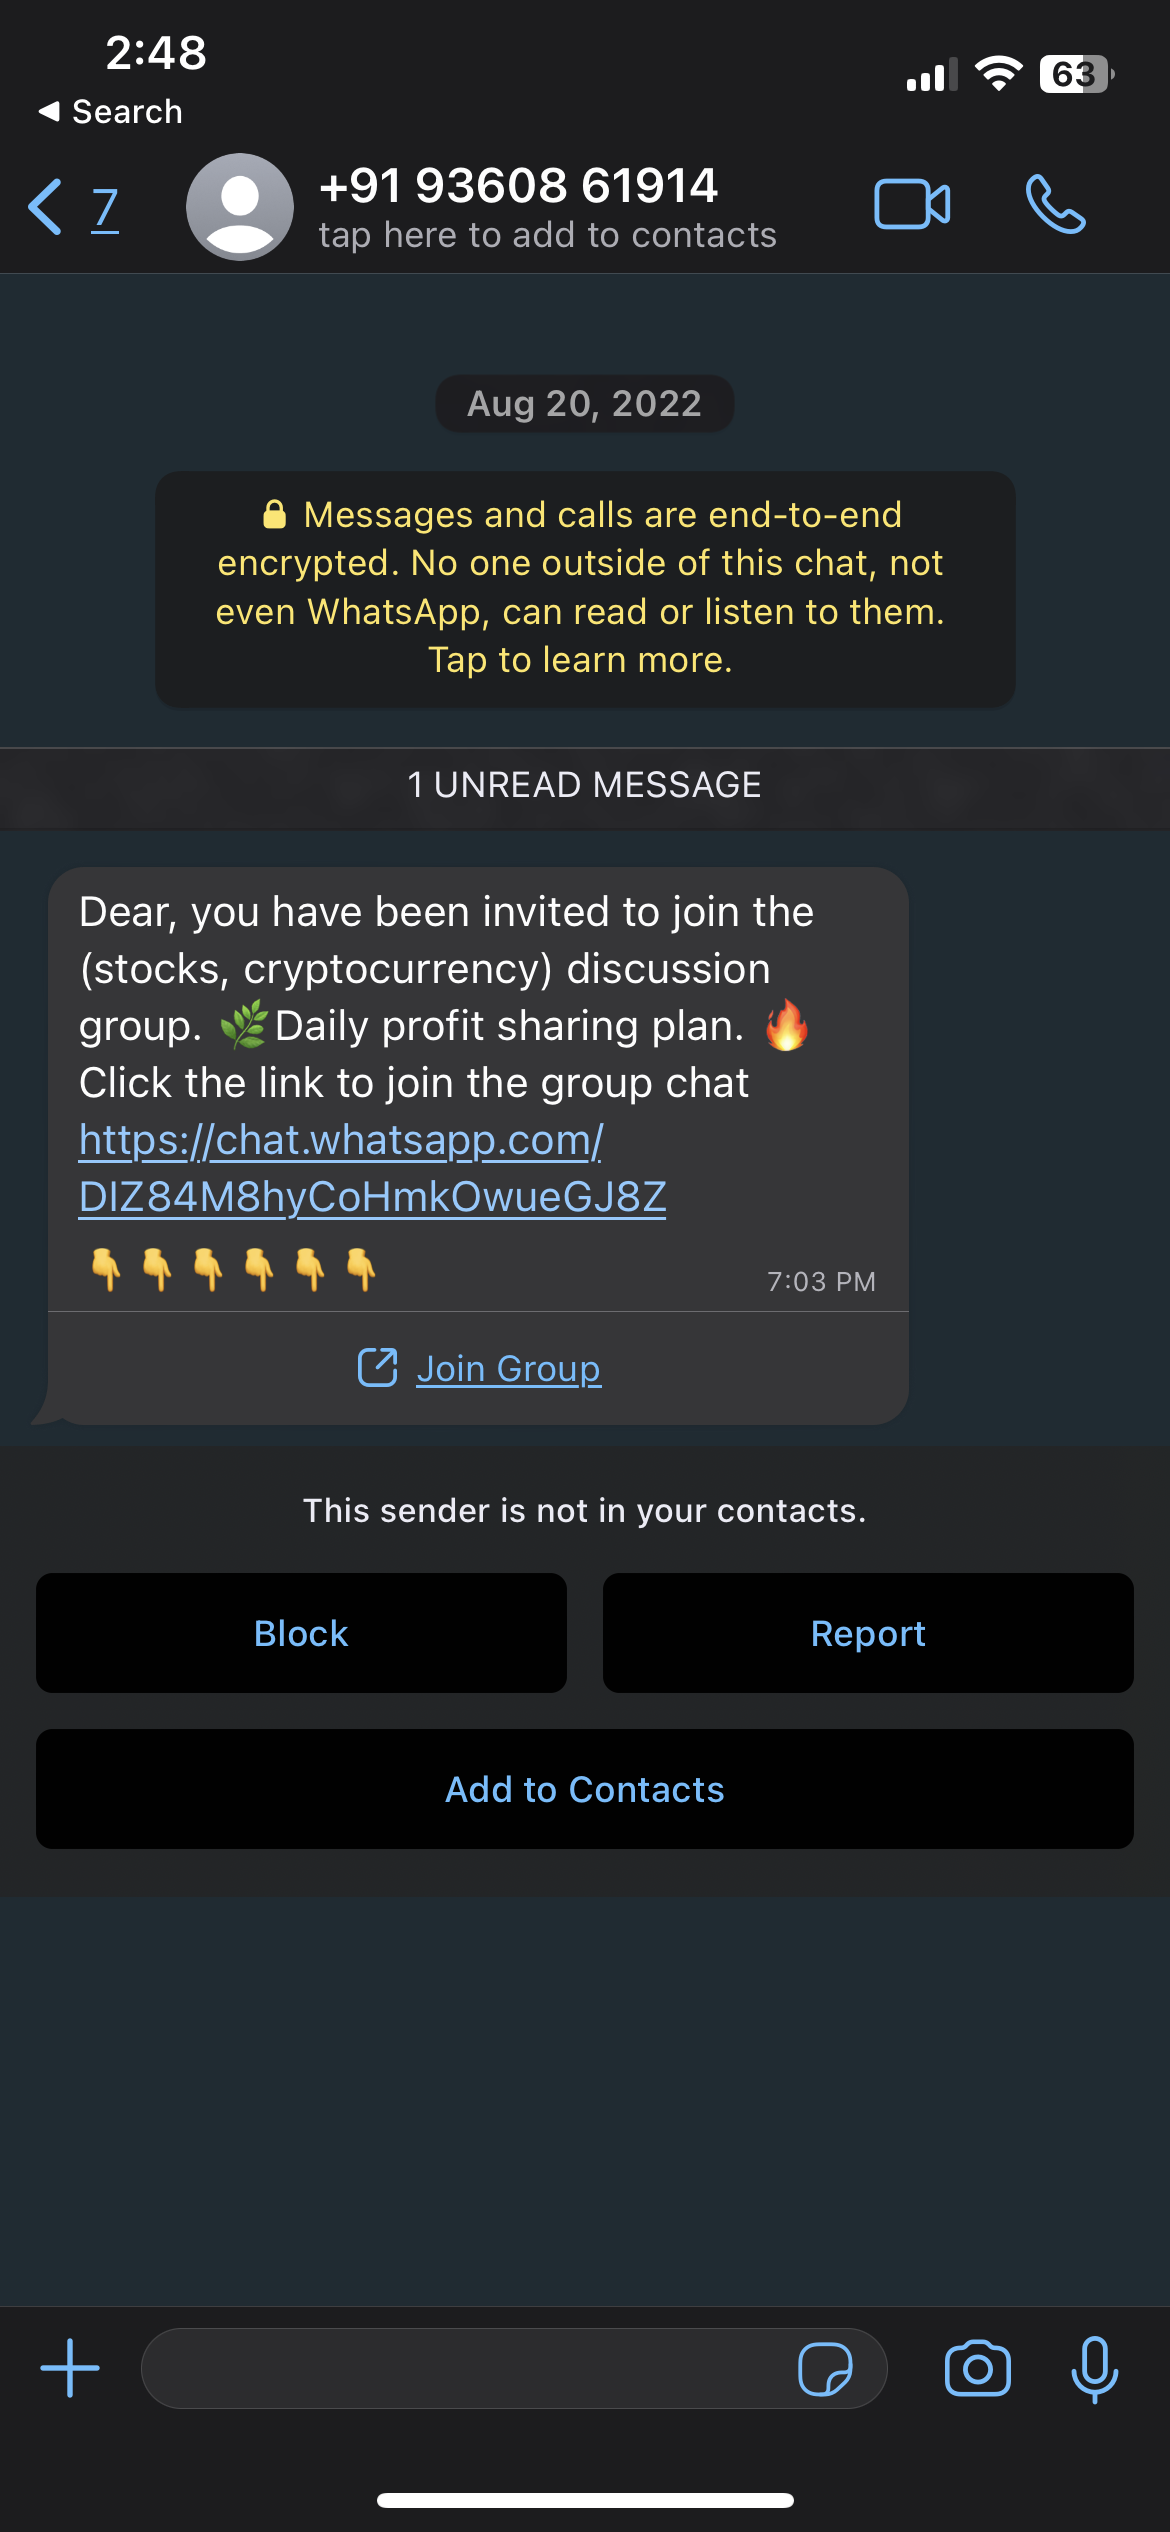 2:48
63
◀ Search
7
+91 93608 61914
tap here to add to contacts
Aug 20, 2022
🔒 Messages and calls are end-to-end
encrypted. No one outside of this chat, not
even WhatsApp, can read or listen to them.
Tap to learn more.
1 UNREAD MESSAGE
Dear, you have been invited to join the
(stocks, cryptocurrency) discussion
group. 🌿Daily profit sharing plan. 🔥
Click the link to join the group chat
https://chat.whatsapp.com/
DIZ84M8hyCoHmkOwueGJ8Z
👇👇👇👇👇👇
7:03 PM
Join Group
This sender is not in your contacts.
Block
Report
Add to Contacts